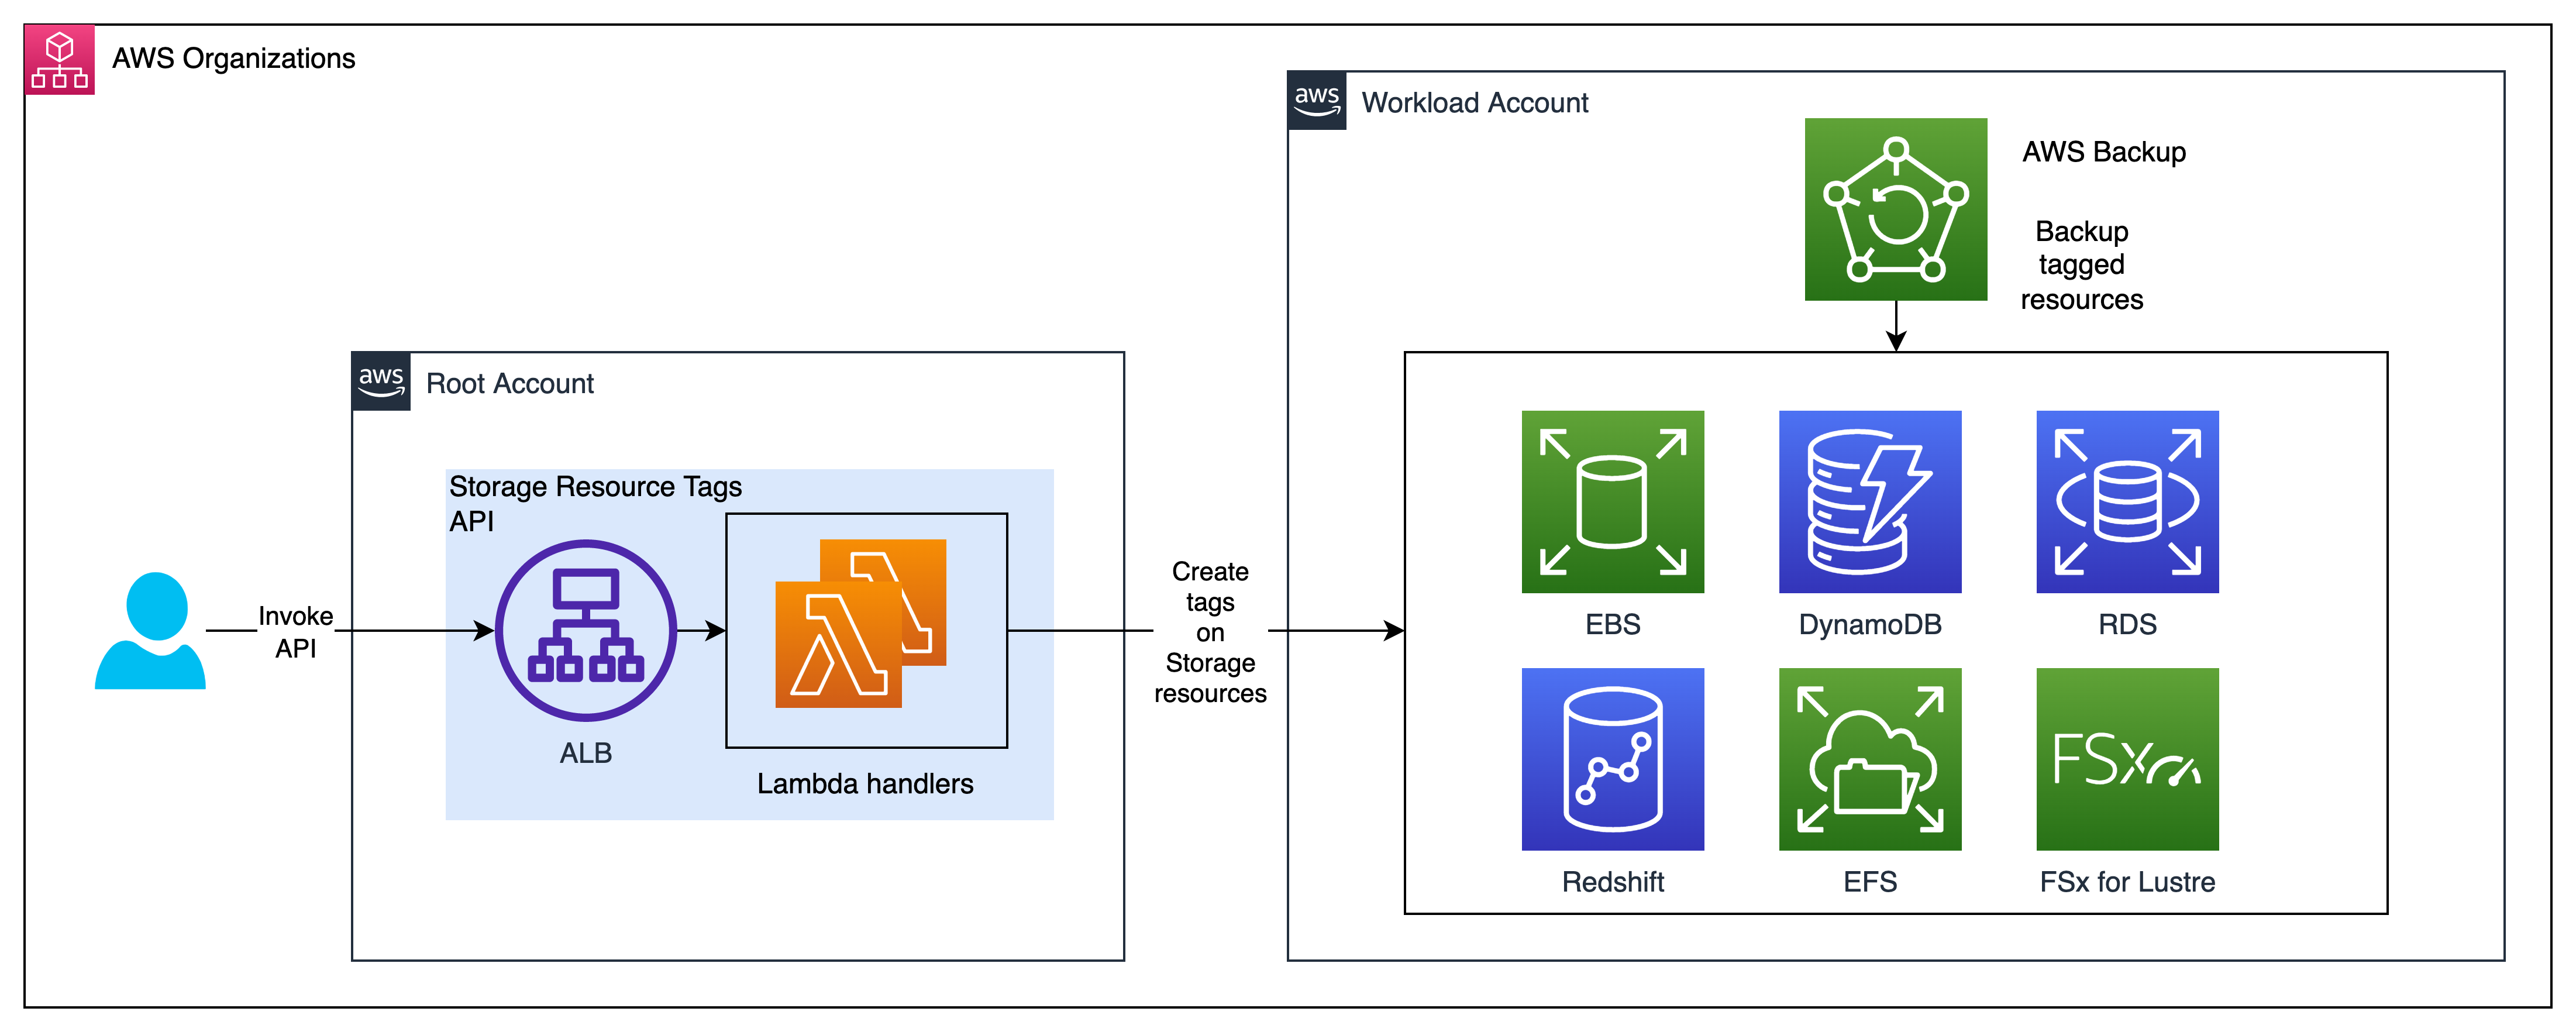 AWS Organizations
aws
Workload Account
AWS Backup
Backup
tagged
resources
aws
Root Account
Storage Resource Tags
API
Invoke
API
ALB
Lambda handlers
Create
tags
on
Storage
resources
EBS
DynamoDB
RDS
FSx
Redshift
EFS
FSx for Lustre